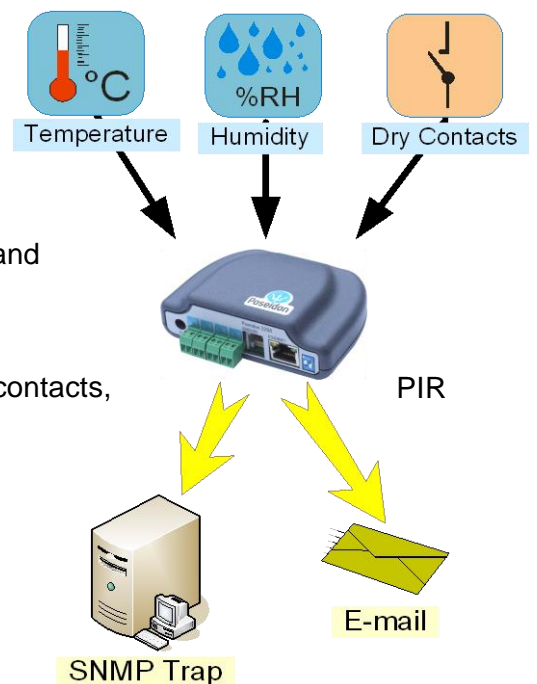 °C
%RH
Temperature
Humidity
Dry Contacts
and
Poseidon
contacts,
PIR
E-mail
SNMP Trap